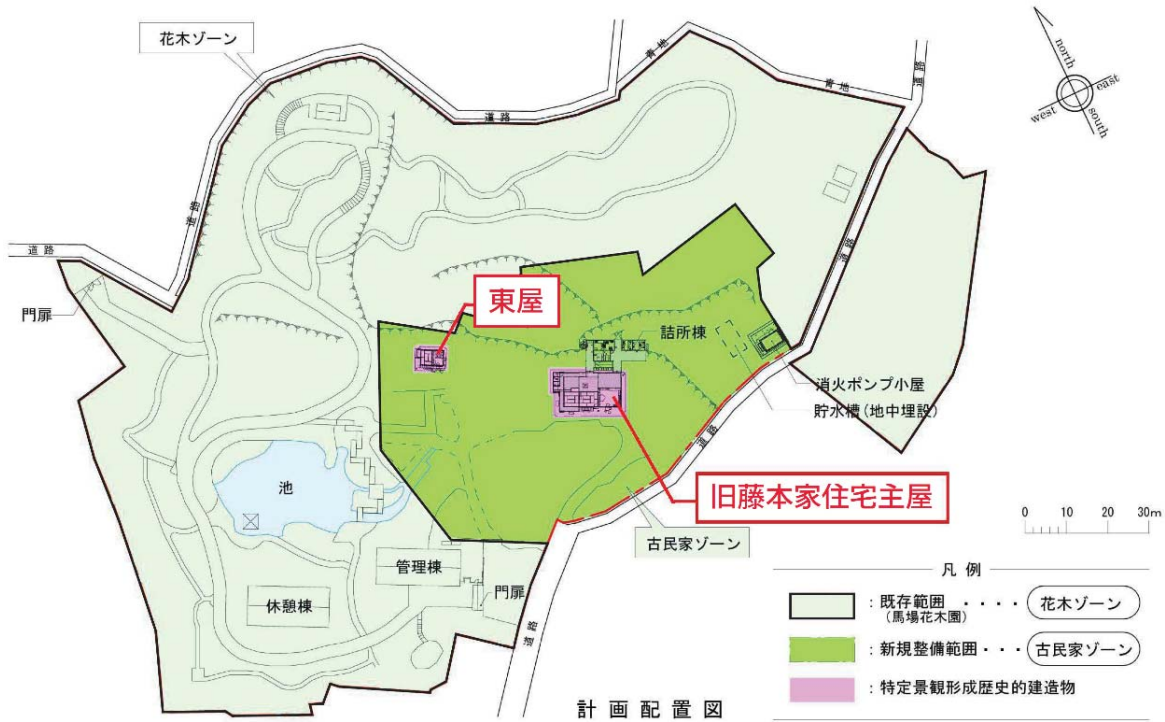 花木ゾーン
north
east
west
south
青地
青地
道路
道路
道路
道路
道路
門扉
東屋
詰所棟
消火ポンプ小屋
貯水槽(地中埋設)
道路
池
旧藤本家住宅主屋
古民家ゾーン
0 10 20 30m
管理棟
休憩棟
門扉
道路
凡例
：既存範囲・・・・花木ゾーン
(馬場花木園)
：新規整備範囲・・・古民家ゾーン
：特定景観形成歴史的建造物
計画配置図